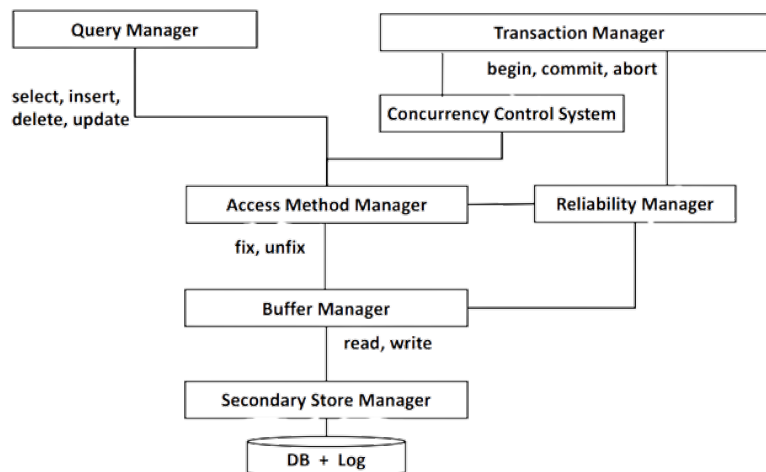 Query Manager
Transaction Manager
begin, commit, abort
select, insert,
delete, update
Concurrency Control System
Access Method Manager
Reliability Manager
fix, unfix
Buffer Manager
read, write
Secondary Store Manager
DB + Log